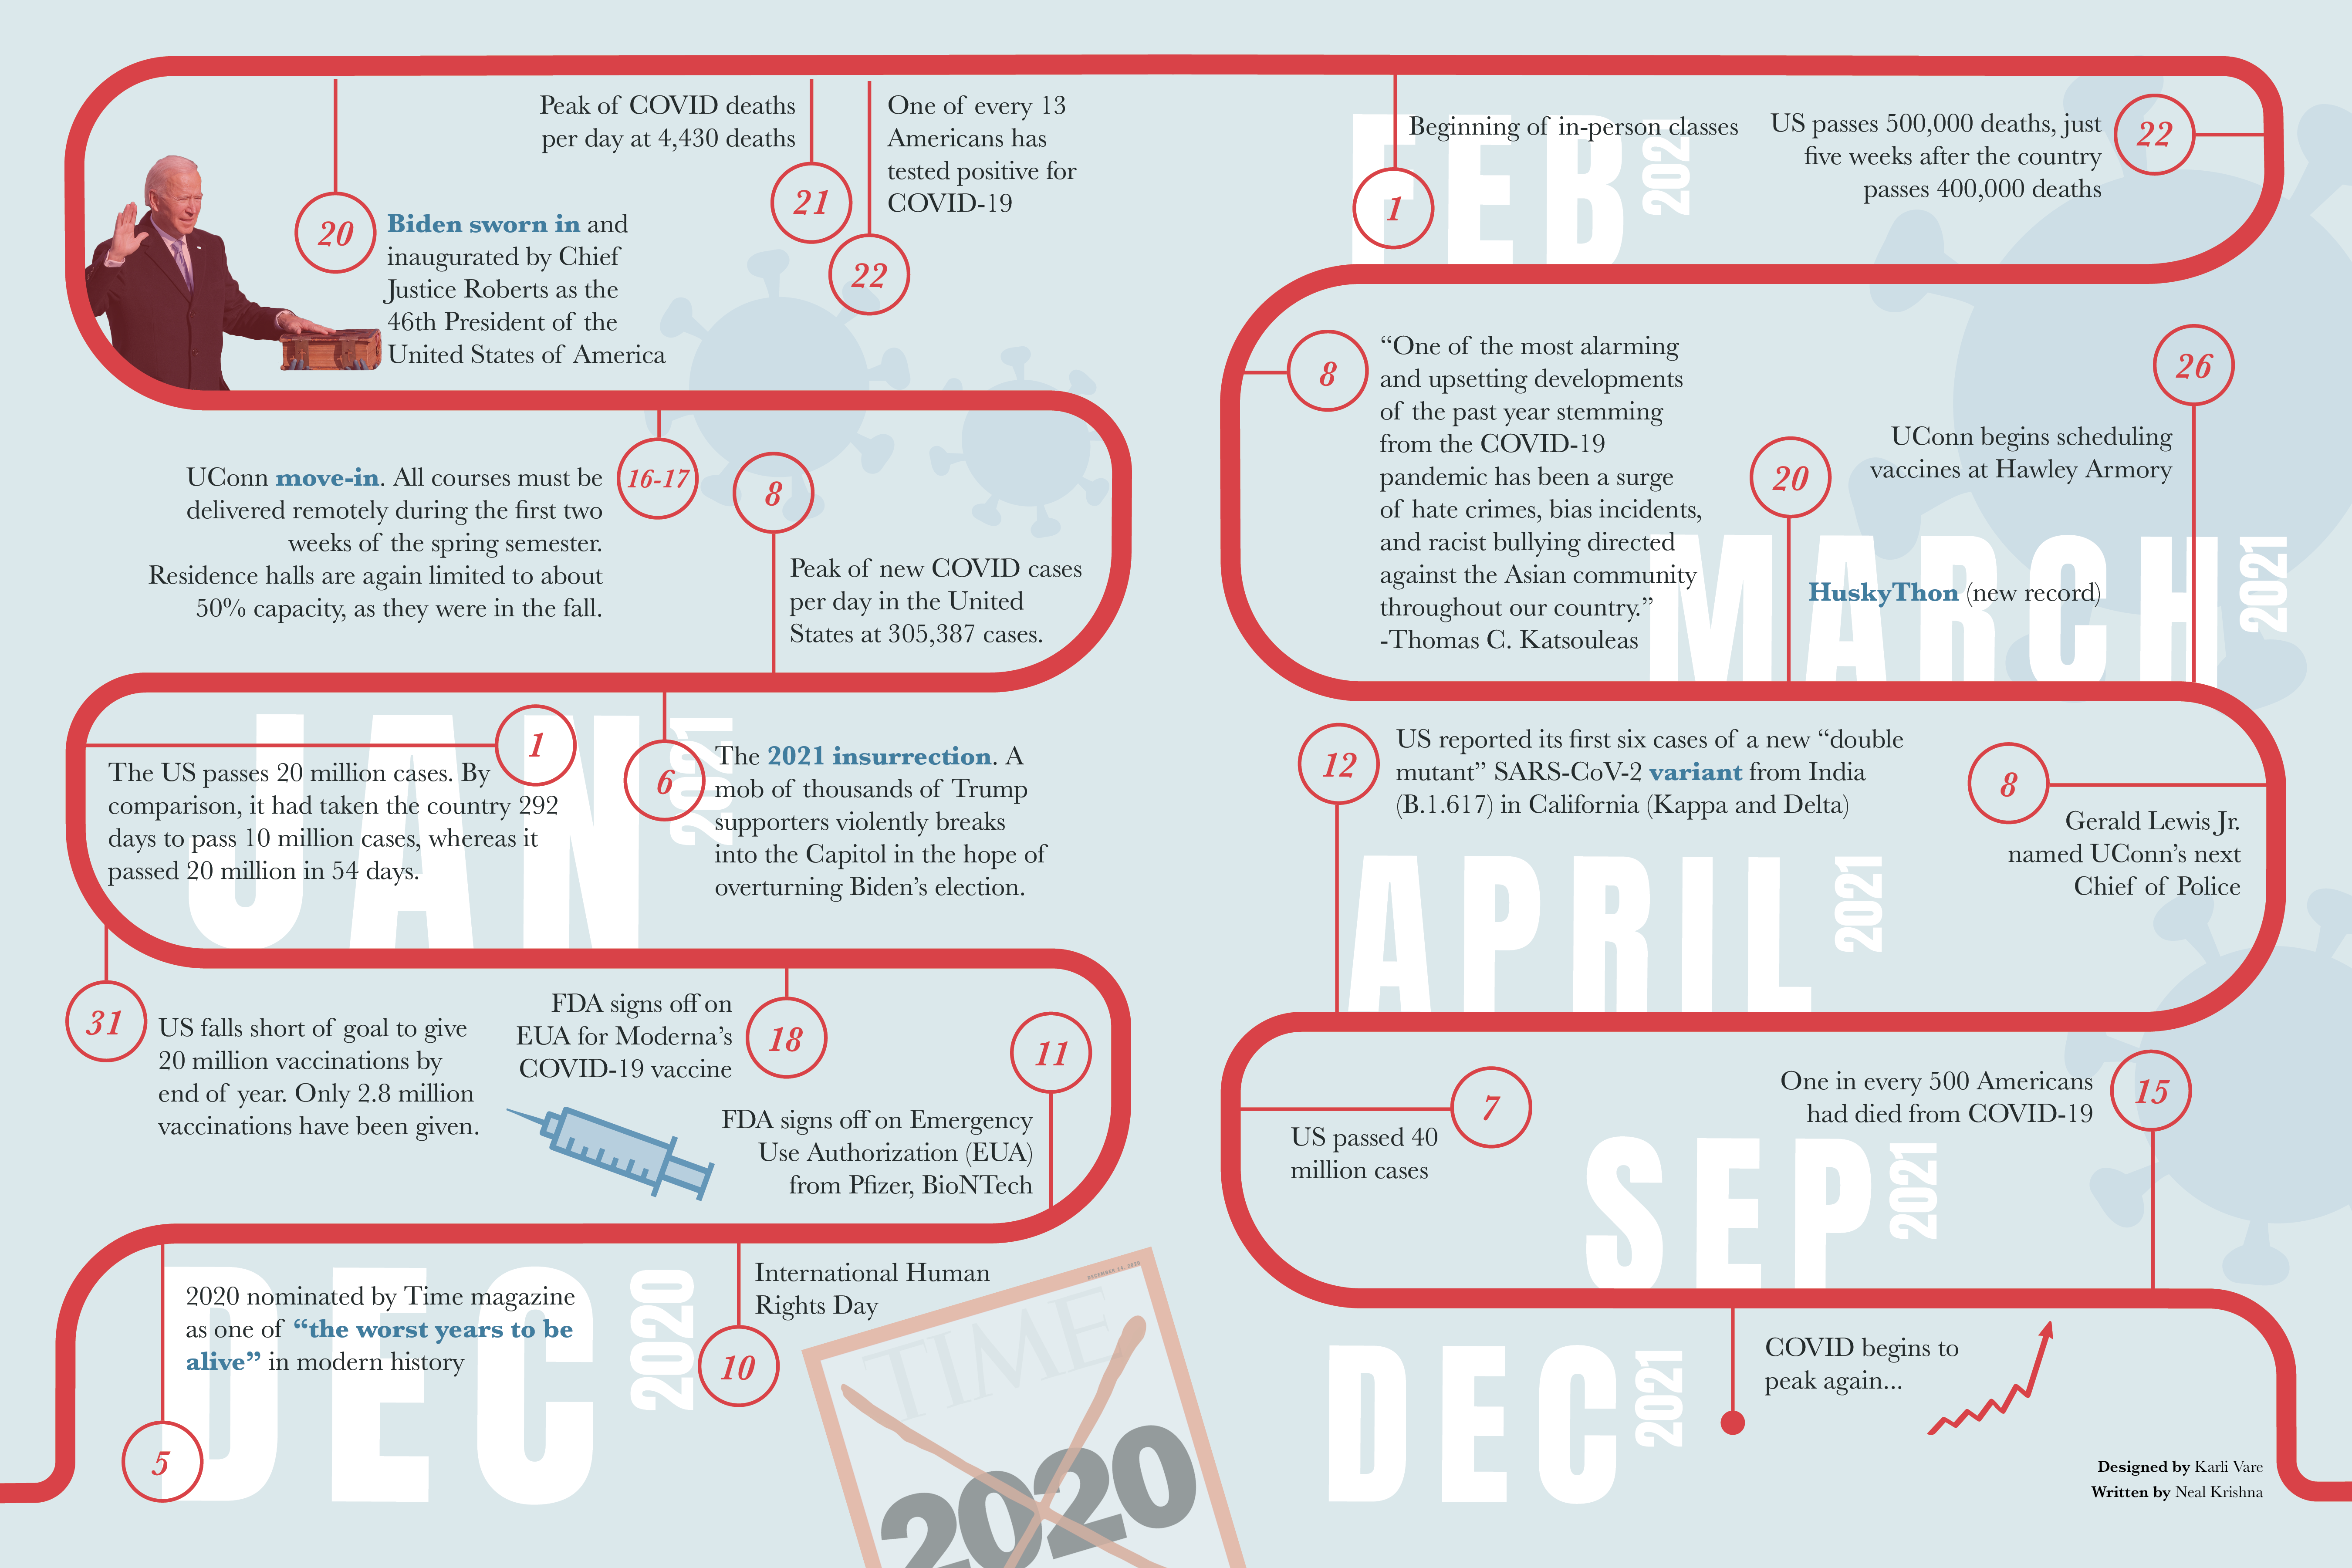 Peak of COVID deaths
per day at 4,430 deaths
21
One of every 13
Americans has
tested positive for
COVID-19
22
20
Biden sworn in and
inaugurated by Chief
Justice Roberts as the
46th President of the
United States of America
UConn move-in. All courses must be
delivered remotely during the first two
weeks of the spring semester.
Residence halls are again limited to about
50% capacity, as they were in the fall.
16-17
8
Peak of new COVID cases
per day in the United
States at 305,387 cases.
JAN
2021
1
The US passes 20 million cases. By
comparison, it had taken the country 292
days to pass 10 million cases, whereas it
passed 20 million in 54 days.
6
The 2021 insurrection. A
mob of thousands of Trump
supporters violently breaks
into the Capitol in the hope of
overturning Biden's election.
31
US falls short of goal to give
20 million vaccinations by
end of year. Only 2.8 million
vaccinations have been given.
FDA signs off on
EUA for Moderna's
COVID-19 vaccine
18
11
FDA signs off on Emergency
Use Authorization (EUA)
from Pfizer, BioNTech
DEC
2020
2020 nominated by Time magazine
as one of “the worst years to be
alive” in modern history
5
International Human
Rights Day
10
TIME
2020
FEB
2021
Beginning of in-person classes
1
US passes 500,000 deaths, just
five weeks after the country
passes 400,000 deaths
22
8
“One of the most alarming
and upsetting developments
of the past year stemming
from the COVID-19
pandemic has been a surge
of hate crimes, bias incidents,
and racist bullying directed
against the Asian community
throughout our country.”
-Thomas C. Katsouleas
MARCH
2021
20
HuskyThon (new record)
26
UConn begins scheduling
vaccines at Hawley Armory
12
US reported its first six cases of a new “double
mutant” SARS-CoV-2 variant from India
(B.1.617) in California (Kappa and Delta)
8
Gerald Lewis Jr.
named UConn's next
Chief of Police
APRIL
2021
7
US passed 40
million cases
One in every 500 Americans
had died from COVID-19
15
SEP
2021
DEC
2021
COVID begins to
peak again...
Designed by Karli Vare
Written by Neal Krishna